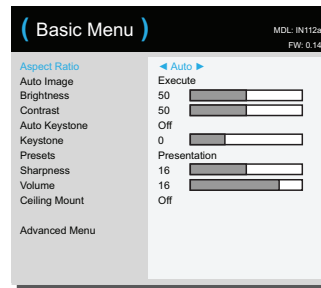 ( Basic Menu )
MDL: IN112a
FW: 0.14
Aspect Ratio ◄ Auto ►
Auto Image Execute
Brightness 50
Contrast 50
Auto Keystone Off
Keystone 0
Presets Presentation
Sharpness 16
Volume 16
Ceiling Mount Off
Advanced Menu